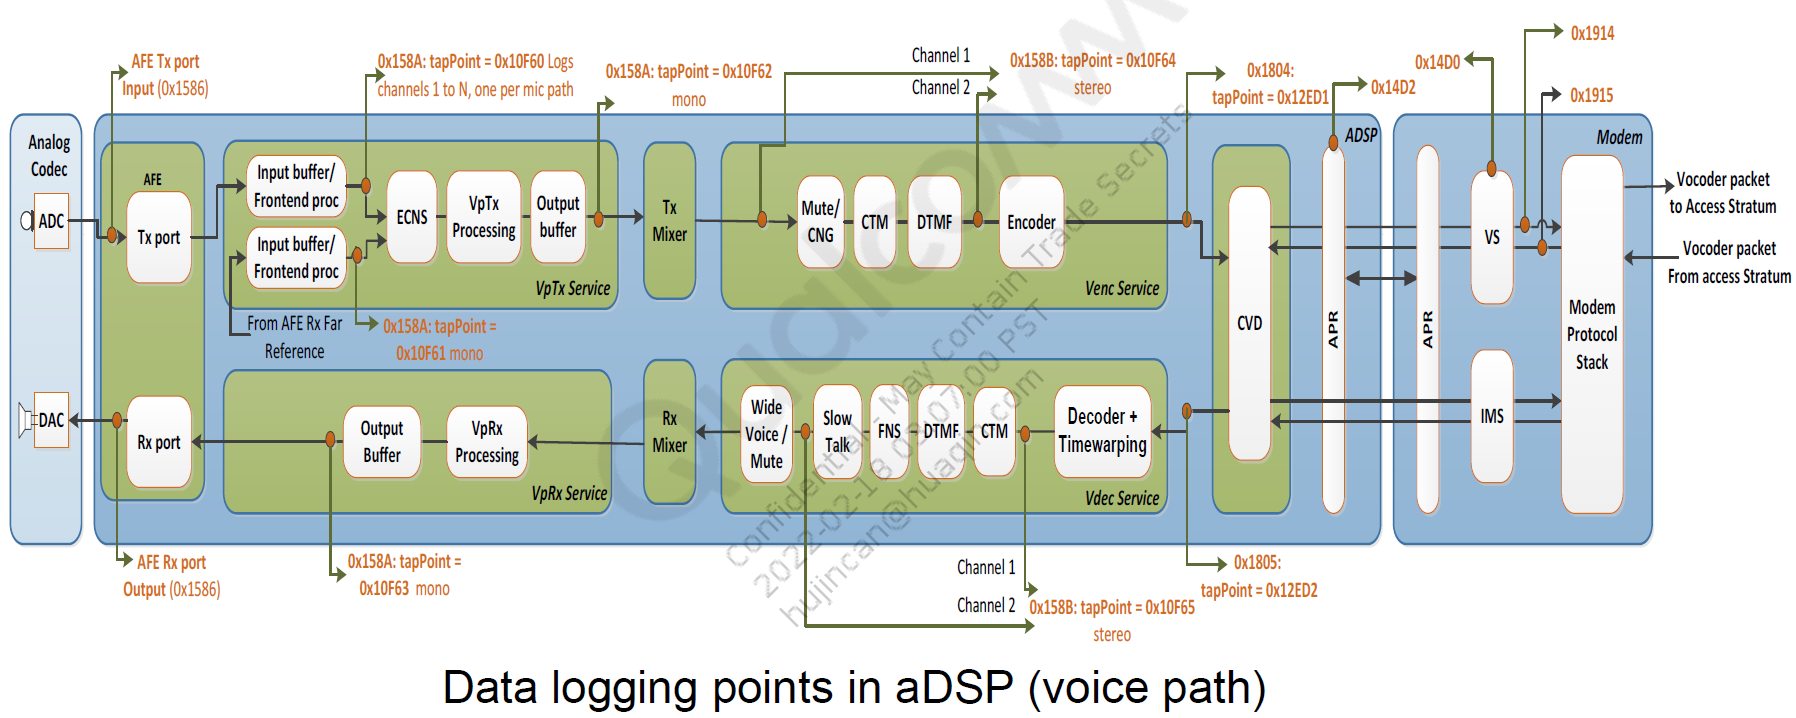 AFE Tx port
Input (0x1586)
0x158A: tapPoint = 0x10F60 Logs
channels 1 to N, one per mic path
0x158A: tapPoint = 0x10F62
mono
Channel 1
Channel 2
0x158B: tapPoint = 0x10F64
stereo
0x1804:
tapPoint = 0x12ED1
0x14D2
0x14D0
0x1914
0x1915
Analog
Codec
ADC
DAC
AFE
Tx port
Rx port
Input buffer/
Frontend proc
Input buffer/
Frontend proc
ECNS
VpTx
Processing
Output
buffer
VpTx Service
From AFE Rx Far
Reference
0x158A: tapPoint =
0x10F61 mono
Tx
Mixer
Mute/
CNG
CTM
DTMF
Encoder
Venc Service
CVD
ADSP
APR
APR
Modem
VS
IMS
Modem
Protocol
Stack
Vocoder packet
to Access Stratum
Vocoder packet
From access Stratum
Output
Buffer
VpRx
Processing
VpRx Service
Rx
Mixer
Wide
Voice /
Mute
Slow
Talk
FNS
DTMF
CTM
Decoder +
Timewarping
Vdec Service
AFE Rx port
Output (0x1586)
0x158A: tapPoint =
0x10F63 mono
Channel 1
Channel 2
0x158B: tapPoint = 0x10F65
stereo
0x1805:
tapPoint = 0x12ED2
Qualcomm
Confidential - May Contain Trade Secrets
2022-02-18 03:07:00 PST
hujincan@huaqin.com
Data logging points in aDSP (voice path)